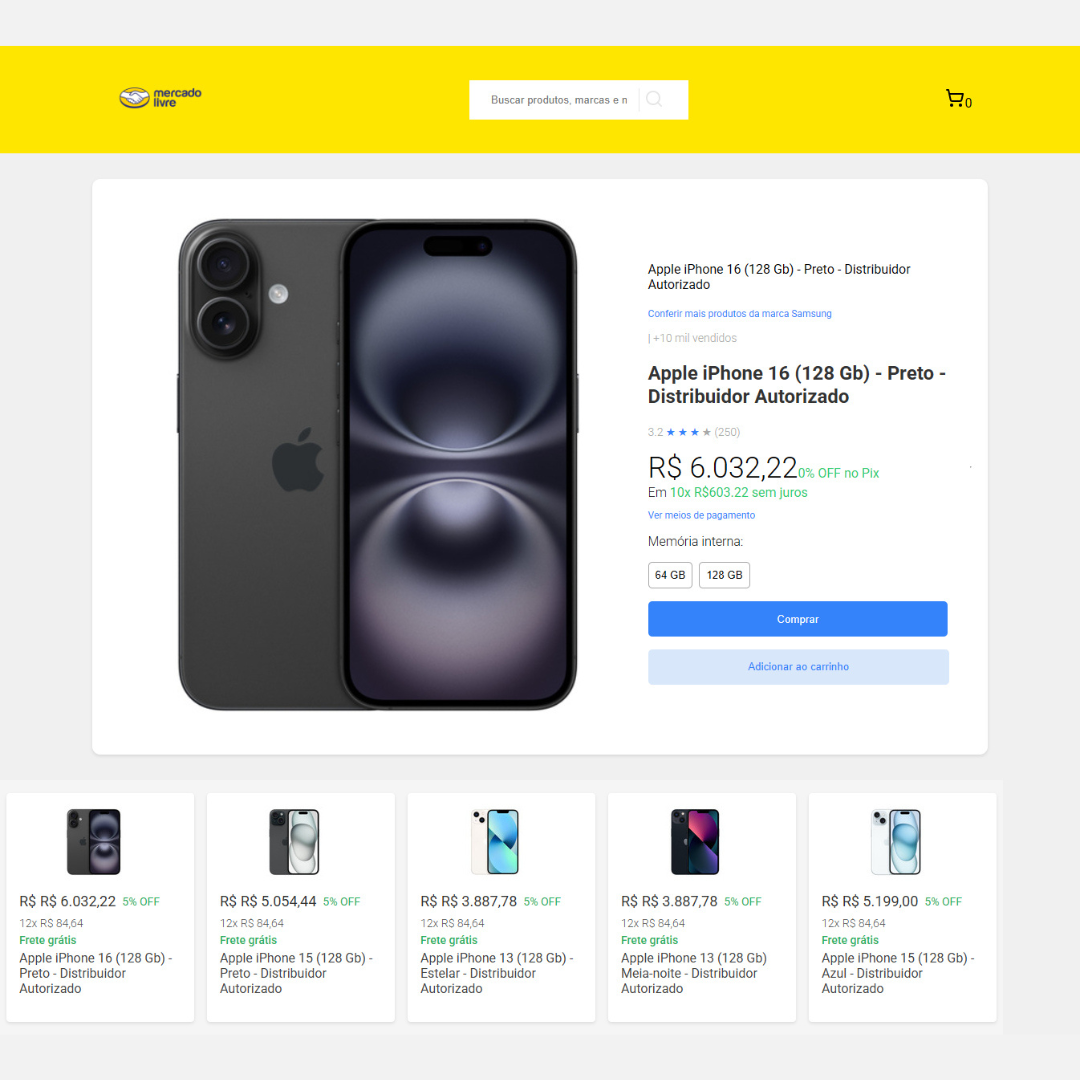 mercado
livre
Buscar produtos, marcas e n
0
Apple iPhone 16 (128 Gb) - Preto - Distribuidor
Autorizado
Conferir mais produtos da marca Samsung
| +10 mil vendidos
Apple iPhone 16 (128 Gb) - Preto -
Distribuidor Autorizado
3.2 ★ ★ ★ ★ (250)
R$ 6.032,22 0% OFF no Pix
Em 10x R$603.22 sem juros
Ver meios de pagamento
Memória interna:
64 GB 128 GB
Comprar
Adicionar ao carrinho
R$ R$ 6.032,22 5% OFF
12x R$ 84,64
Frete grátis
Apple iPhone 16 (128 Gb) -
Preto - Distribuidor
Autorizado
R$ R$ 5.054,44 5% OFF
12x R$ 84,64
Frete grátis
Apple iPhone 15 (128 Gb) -
Preto - Distribuidor
Autorizado
R$ R$ 3.887,78 5% OFF
12x R$ 84,64
Frete grátis
Apple iPhone 13 (128 Gb) -
Estelar - Distribuidor
Autorizado
R$ R$ 3.887,78 5% OFF
12x R$ 84,64
Frete grátis
Apple iPhone 13 (128 Gb)
Meia-noite - Distribuidor
Autorizado
R$ R$ 5.199,00 5% OFF
12x R$ 84,64
Frete grátis
Apple iPhone 15 (128 Gb) -
Azul - Distribuidor
Autorizado